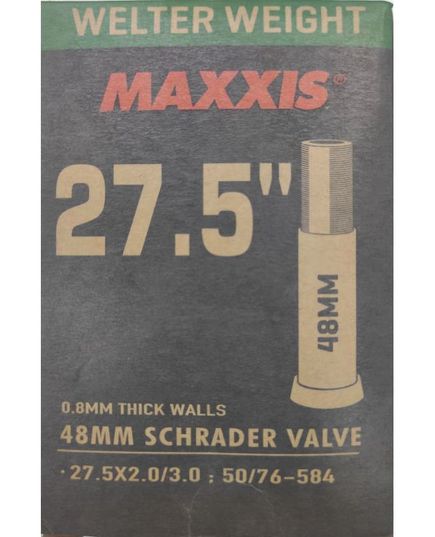 WELTER WEIGHT
MAXXIS®
27.5"
48MM
0.8MM THICK WALLS
48MM SCHRADER VALVE
· 27.5X2.0/3.0 ; 50/76-584